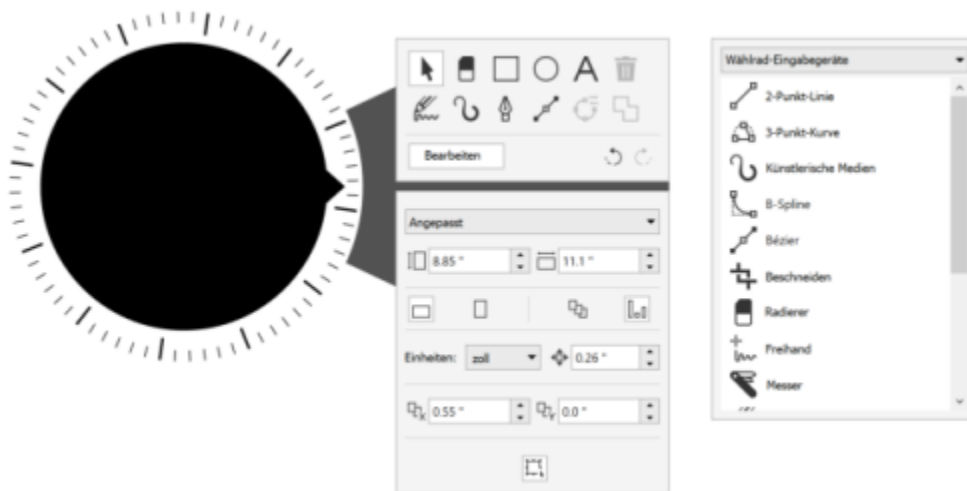 A
Bearbeiten
Angepasst
8.85 "
11.1 "
Einheiten:
zoll
0.26 "
X
0.55 "
Y
0.0 "
Wählrad-Eingabegeräte
2-Punkt-Linie
3-Punkt-Kurve
Künstlerische Medien
B-Spline
Bézier
Beschneiden
Radierer
Freihand
Messer